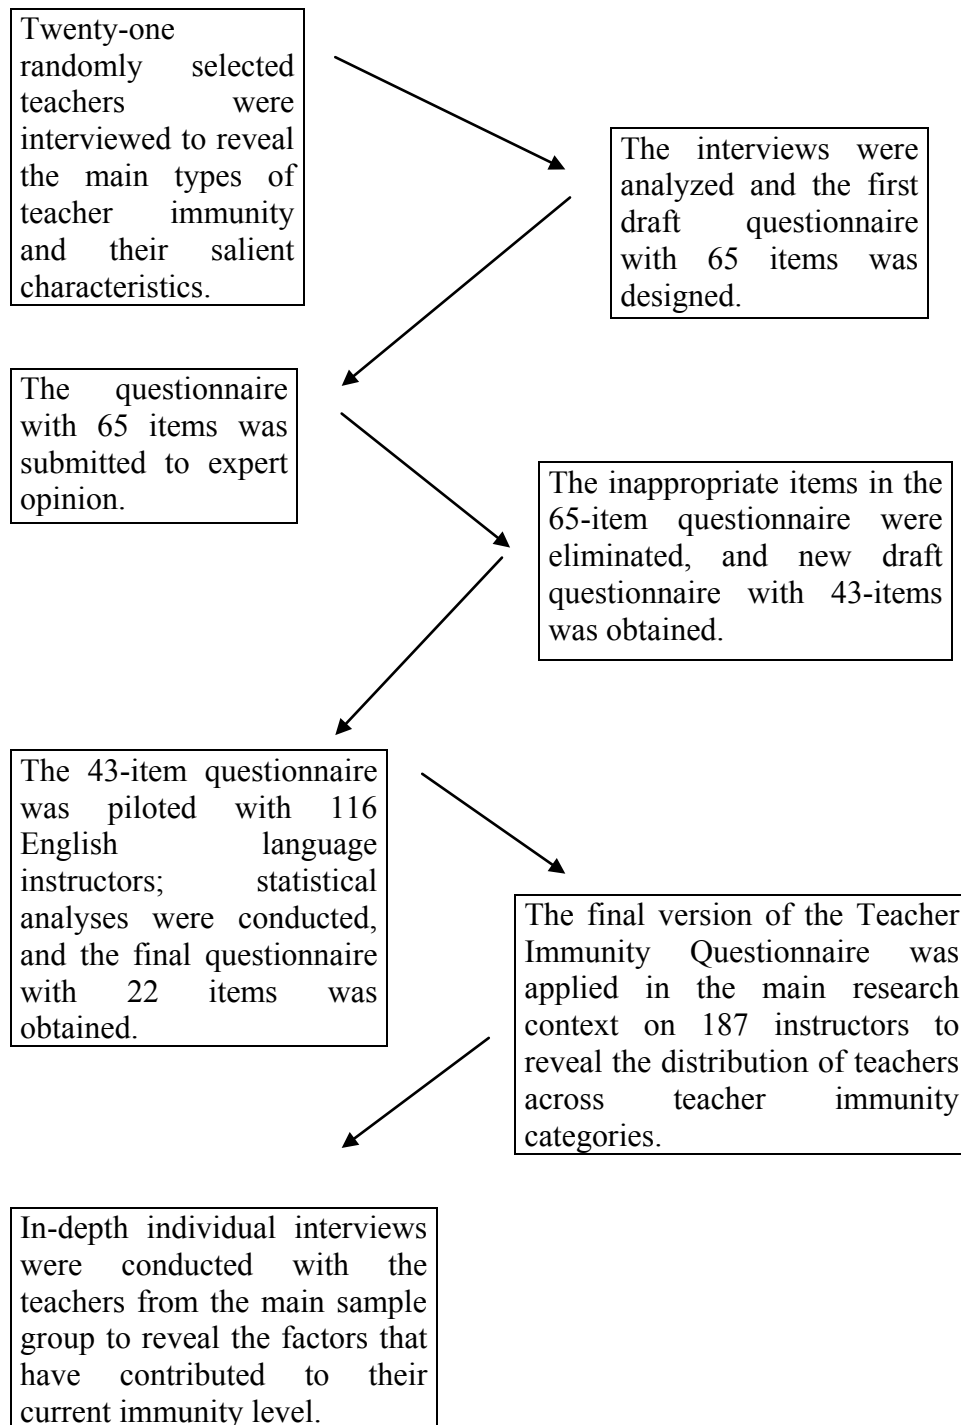 Twenty-one
randomly selected
teachers were
interviewed to reveal
the main types of
teacher immunity
and their salient
characteristics.
The interviews were
analyzed and the first
draft questionnaire
with 65 items was
designed.
The questionnaire
with 65 items was
submitted to expert
opinion.
The inappropriate items in the
65-item questionnaire were
eliminated, and new draft
questionnaire with 43-items
was obtained.
The 43-item questionnaire
was piloted with 116
English language
instructors; statistical
analyses were conducted,
and the final questionnaire
with 22 items was
obtained.
The final version of the Teacher
Immunity Questionnaire was
applied in the main research
context on 187 instructors to
reveal the distribution of teachers
across teacher immunity
categories.
In-depth individual interviews
were conducted with the
teachers from the main sample
group to reveal the factors that
have contributed to their
current immunity level.